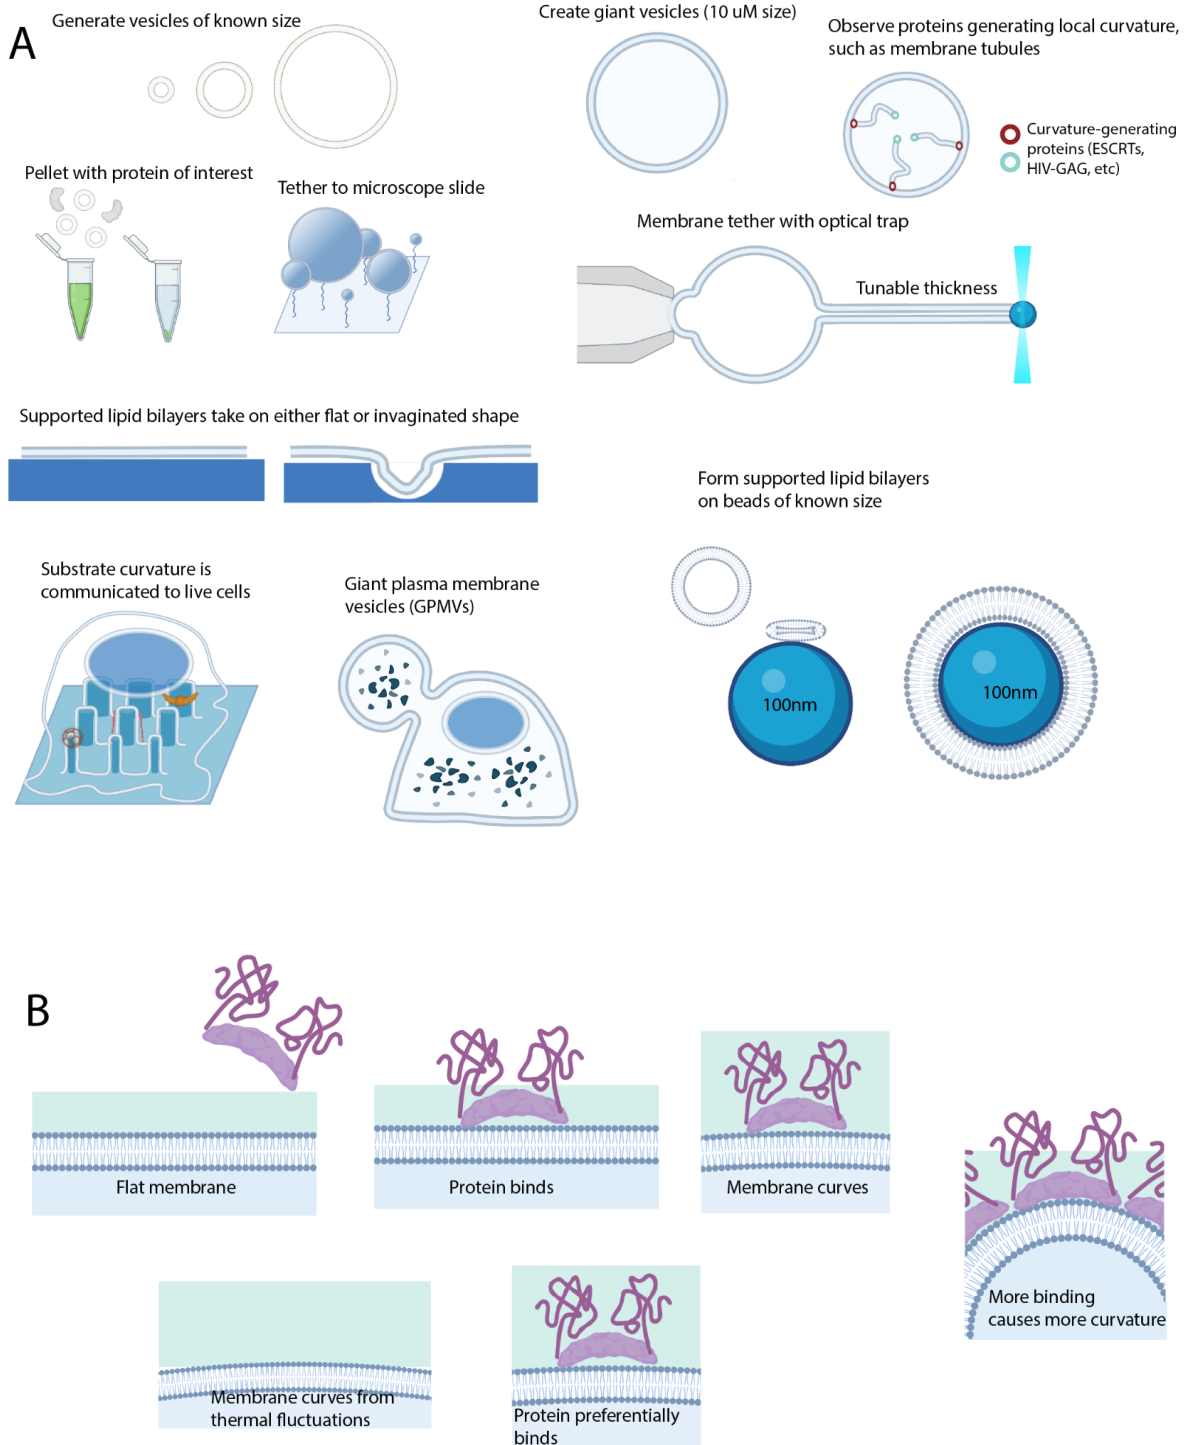 A
Generate vesicles of known size
Create giant vesicles (10 uM size)
Observe proteins generating local curvature,
such as membrane tubules
Curvature-generating
proteins (ESCRTs,
HIV-GAG, etc)
Pellet with protein of interest
Tether to microscope slide
Membrane tether with optical trap
Tunable thickness
Supported lipid bilayers take on either flat or invaginated shape
Form supported lipid bilayers
on beads of known size
Substrate curvature is
communicated to live cells
Giant plasma membrane
vesicles (GPMVs)
100nm
100nm
B
Flat membrane
Protein binds
Membrane curves
More binding
causes more curvature
Membrane curves from
thermal fluctuations
Protein preferentially
binds